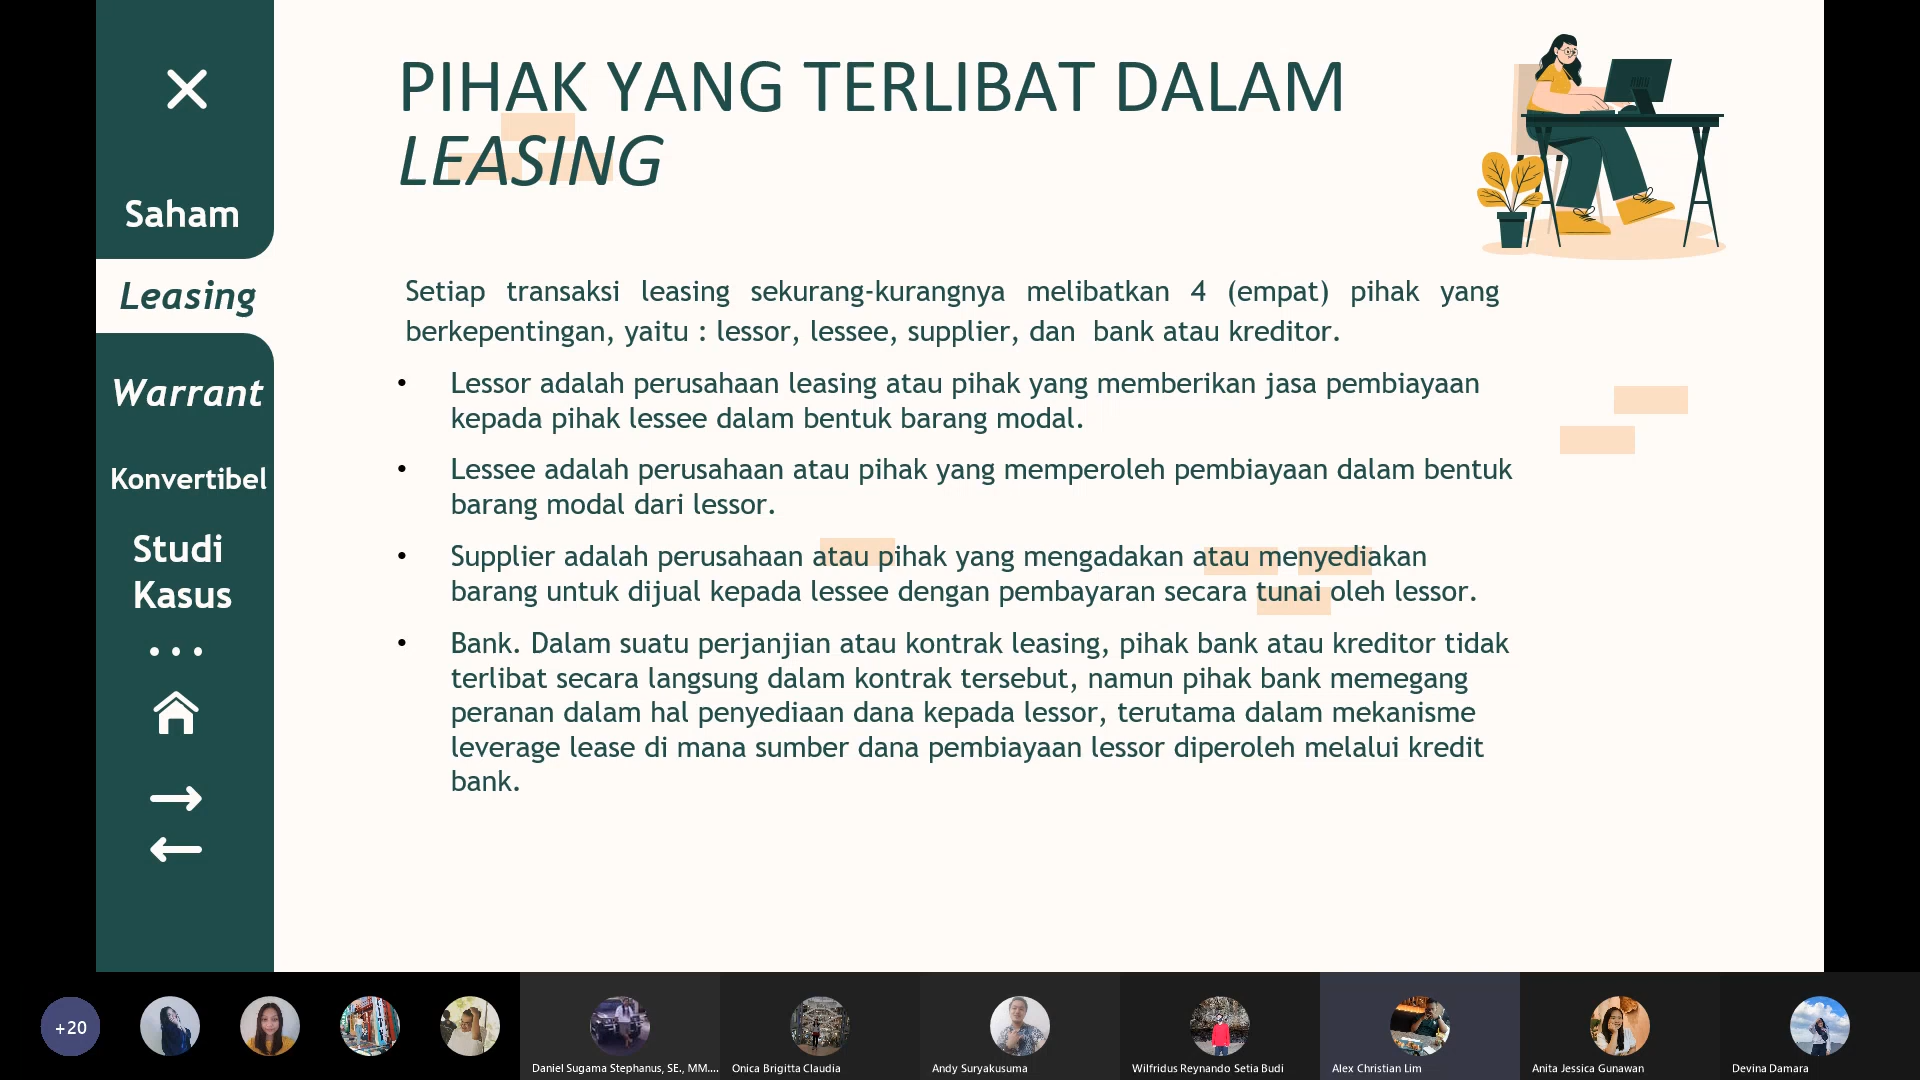 PIHAK YANG TERLIBAT DALAM
LEASING
Saham
Leasing
Warrant
Konvertibel
Studi
Kasus
Setiap transaksi leasing sekurang-kurangnya melibatkan 4 (empat) pihak yang
berkepentingan, yaitu : lessor, lessee, supplier, dan bank atau kreditor.
• Lessor adalah perusahaan leasing atau pihak yang memberikan jasa pembiayaan
kepada pihak lessee dalam bentuk barang modal.
• Lessee adalah perusahaan atau pihak yang memperoleh pembiayaan dalam bentuk
barang modal dari lessor.
• Supplier adalah perusahaan atau pihak yang mengadakan atau menyediakan
barang untuk dijual kepada lessee dengan pembayaran secara tunai oleh lessor.
• Bank. Dalam suatu perjanjian atau kontrak leasing, pihak bank atau kreditor tidak
terlibat secara langsung dalam kontrak tersebut, namun pihak bank memegang
peranan dalam hal penyediaan dana kepada lessor, terutama dalam mekanisme
leverage lease di mana sumber dana pembiayaan lessor diperoleh melalui kredit
bank.
+20
Daniel Sugama Stephanus, SE., MM....
Onica Brigitta Claudia
Andy Suryakusuma
Wilfridus Reynando Setia Budi
Alex Christian Lim
Anita Jessica Gunawan
Devina Damara